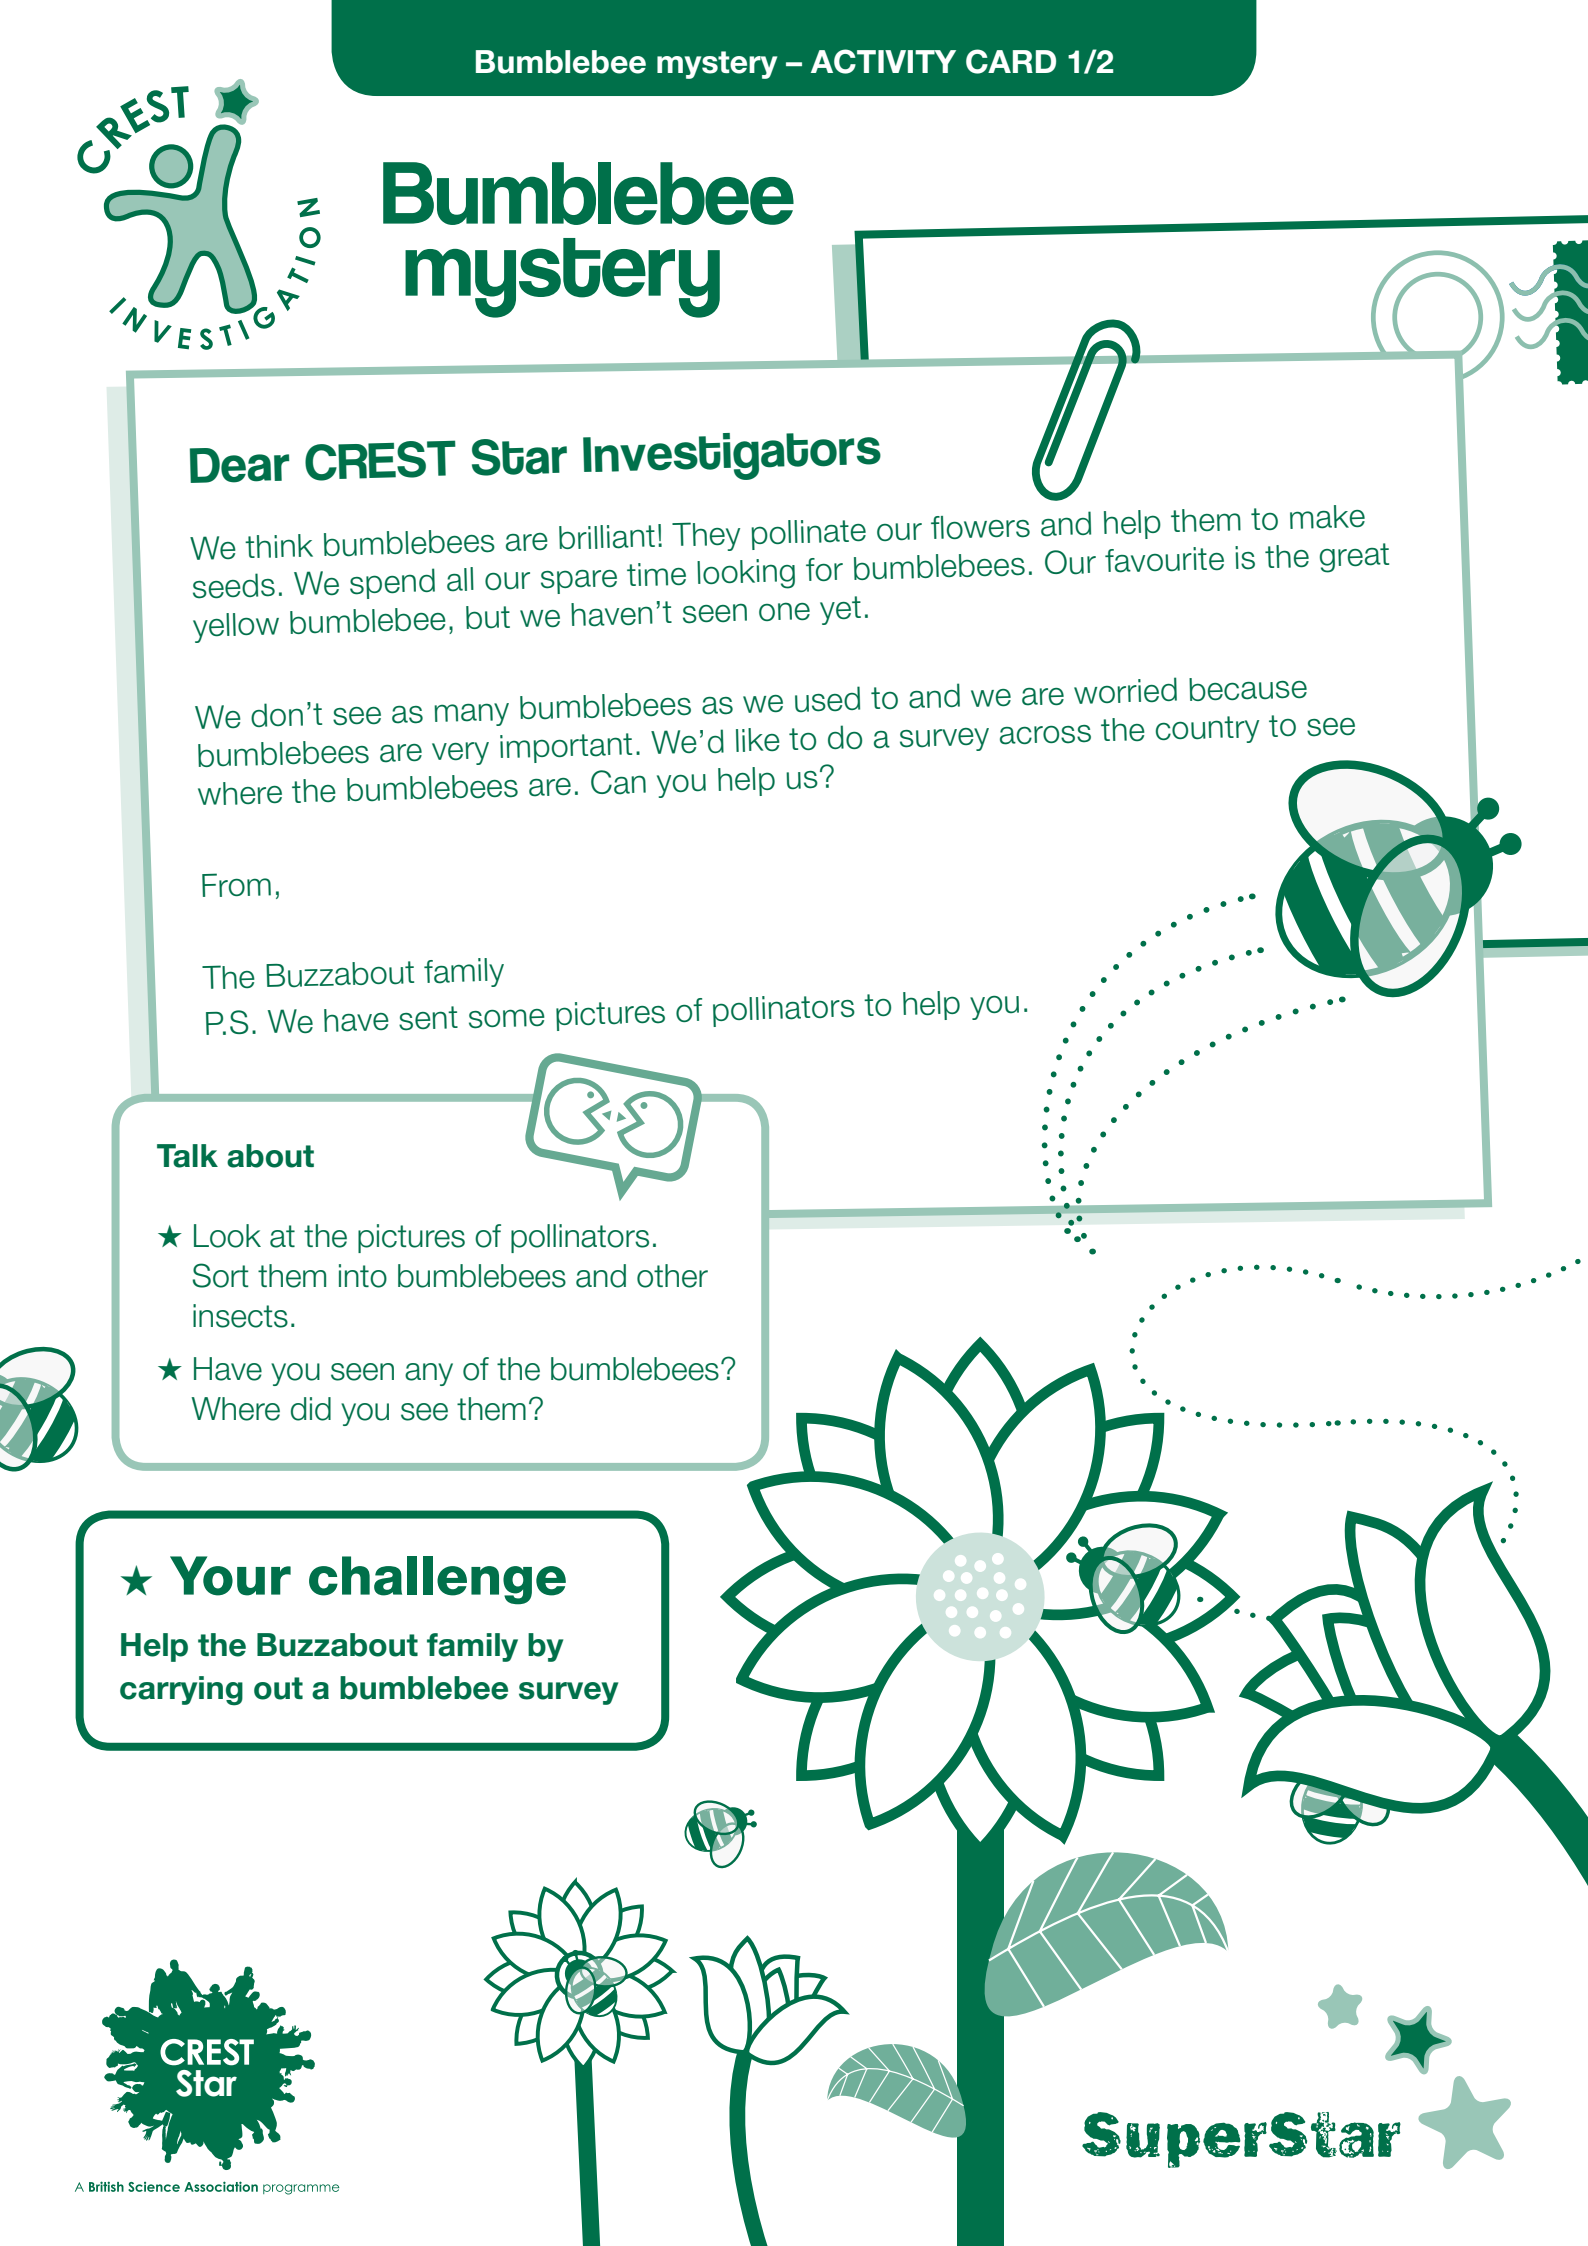 Bumblebee mystery – ACTIVITY CARD 1/2
CREST
INVESTIGATION
Bumblebee
mystery
Dear CREST Star Investigators
We think bumblebees are brilliant! They pollinate our flowers and help them to make
seeds. We spend all our spare time looking for bumblebees. Our favourite is the great
yellow bumblebee, but we haven’t seen one yet.
We don’t see as many bumblebees as we used to and we are worried because
bumblebees are very important. We’d like to do a survey across the country to see
where the bumblebees are. Can you help us?
From,
The Buzzabout family
P.S. We have sent some pictures of pollinators to help you.
Talk about
★ Look at the pictures of pollinators.
Sort them into bumblebees and other
insects.
★ Have you seen any of the bumblebees?
Where did you see them?
★ Your challenge
Help the Buzzabout family by
carrying out a bumblebee survey
CREST
Star
A British Science Association programme
SuperStar